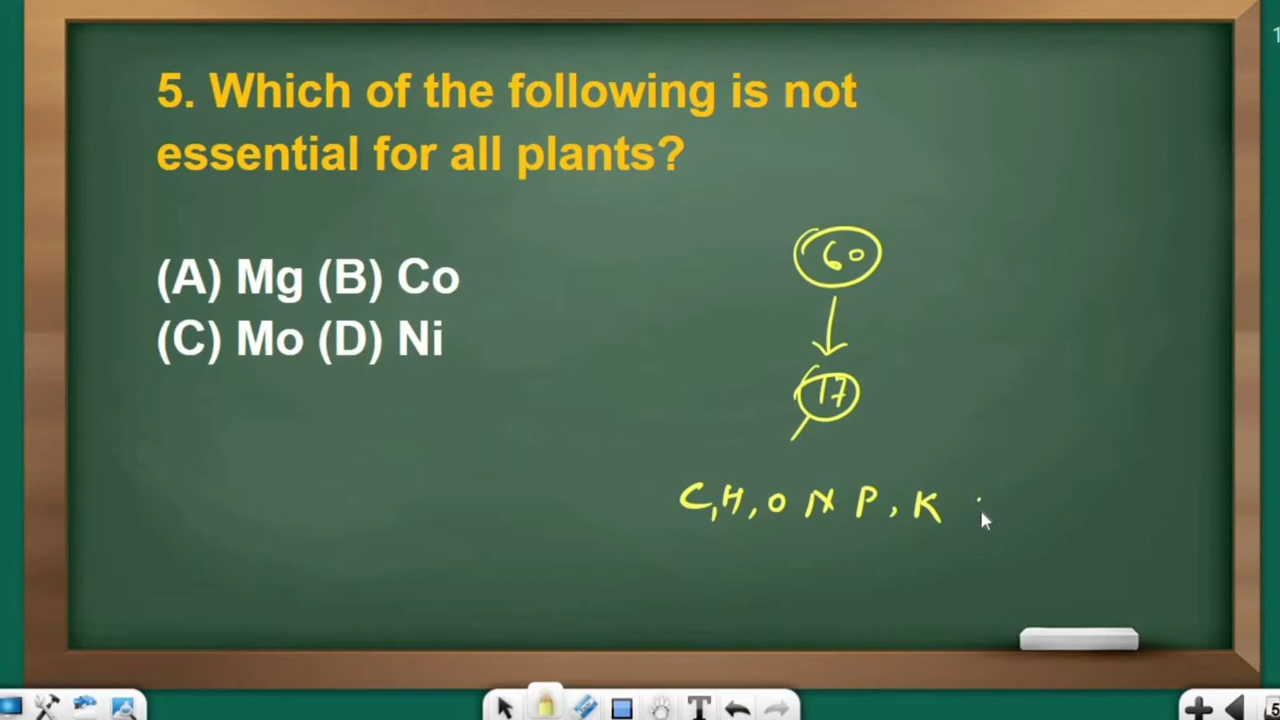 5. Which of the following is not
essential for all plants?
(A) Mg (B) Co
(C) Mo (D) Ni
60
17
C, H, O N P, K
T